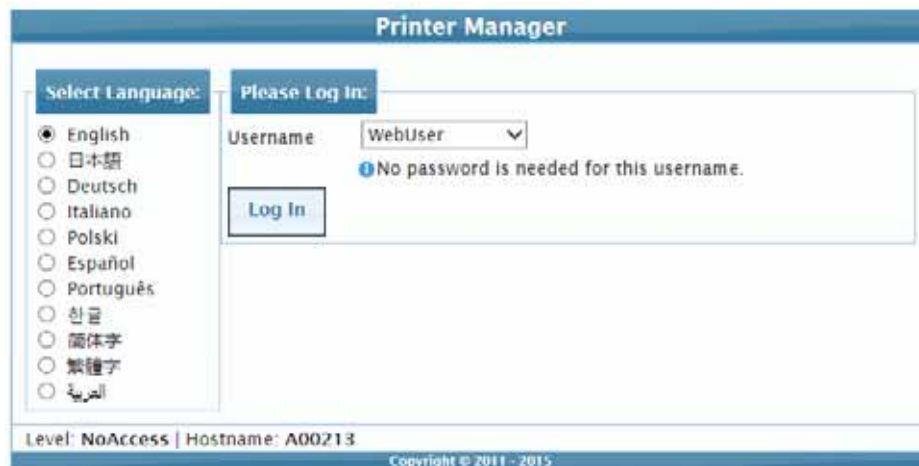 Printer Manager
Select Language:
English
日本語
Deutsch
Italiano
Polski
Español
Português
한글
简体字
繁體字
العربية
Please Log In:
Username
WebUser
No password is needed for this username.
Log In
Level: NoAccess | Hostname: A00213
Copyright © 2011 - 2015